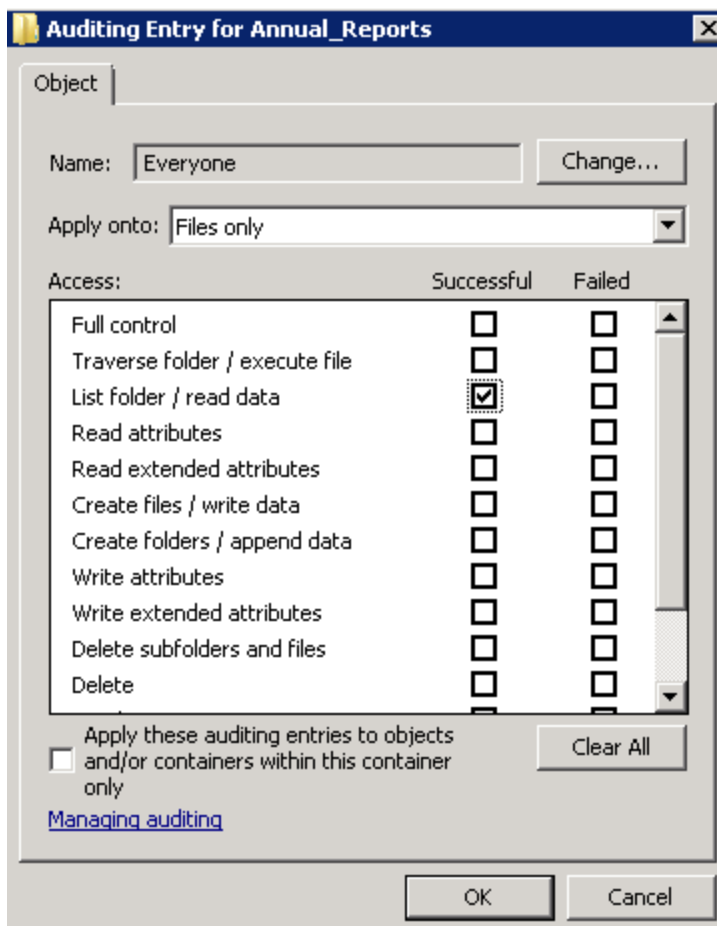 Auditing Entry for Annual_Reports
Object
Name: Everyone Change...
Apply onto: Files only
Access: Successful Failed
Full control
Traverse folder / execute file
List folder / read data
Read attributes
Read extended attributes
Create files / write data
Create folders / append data
Write attributes
Write extended attributes
Delete subfolders and files
Delete
Apply these auditing entries to objects
and/or containers within this container
only
Clear All
Managing auditing
OK Cancel